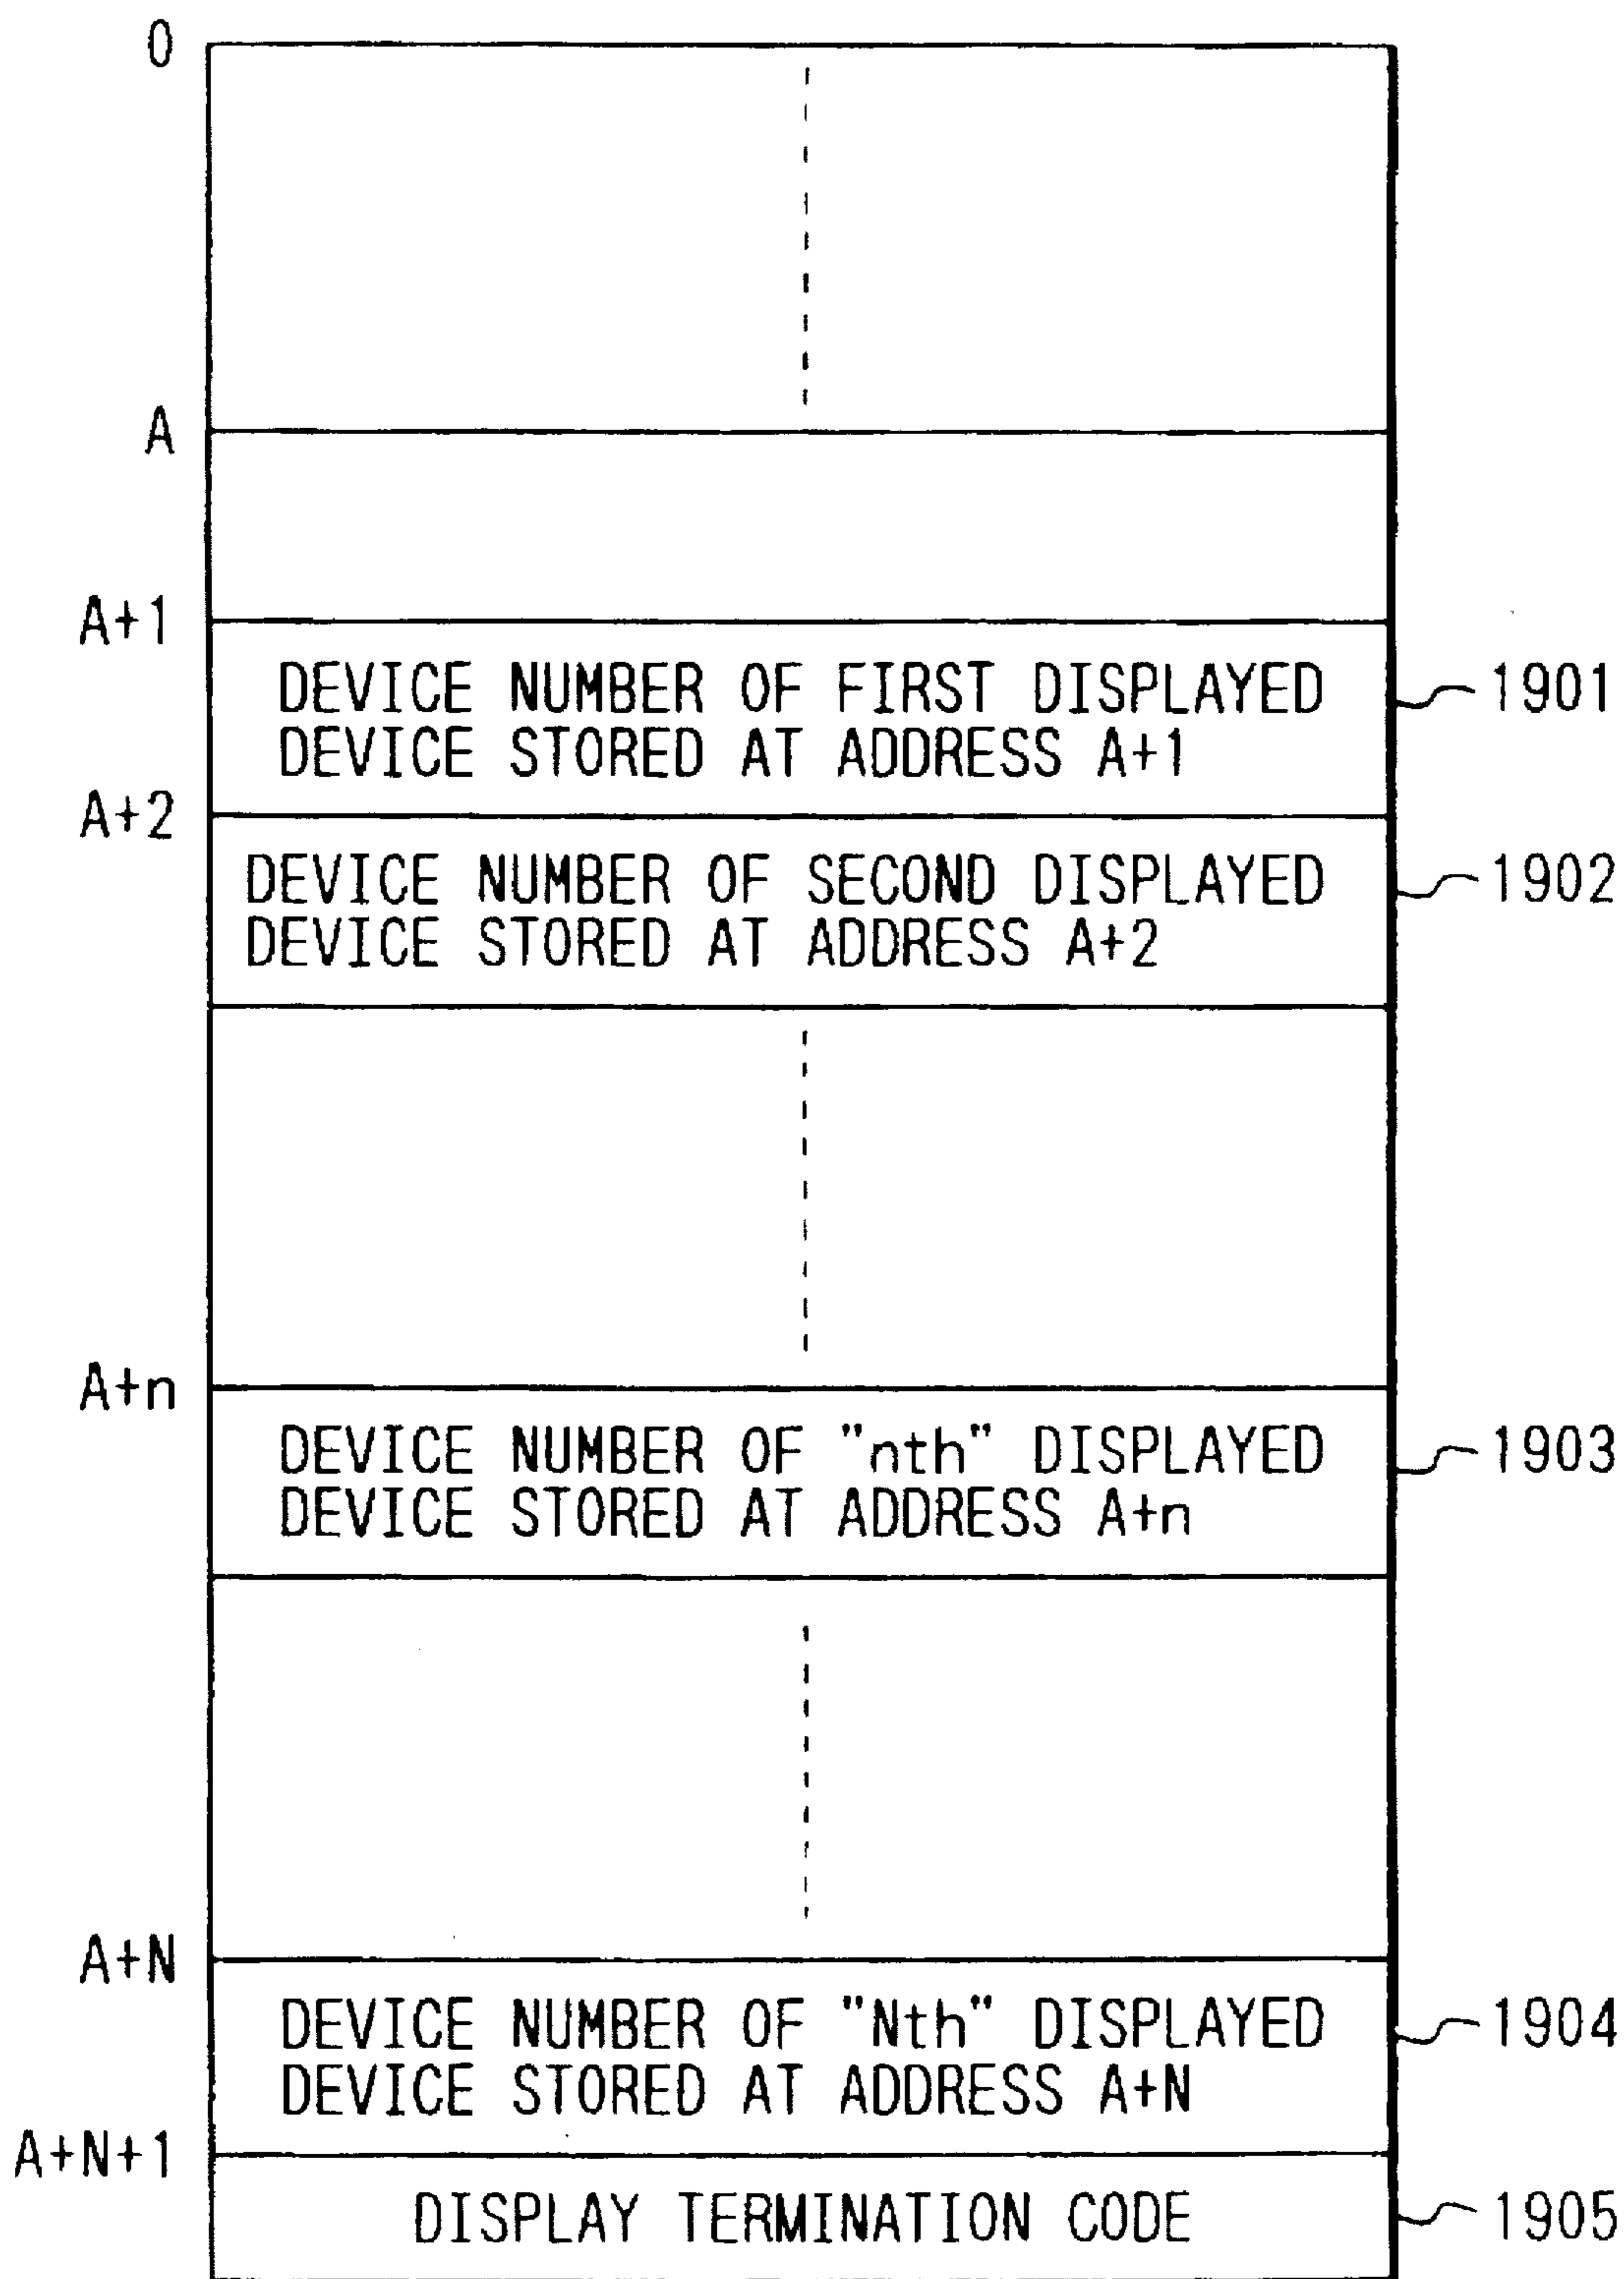 0
A
A+1
DEVICE NUMBER OF FIRST DISPLAYED
DEVICE STORED AT ADDRESS A+1
1901
A+2
DEVICE NUMBER OF SECOND DISPLAYED
DEVICE STORED AT ADDRESS A+2
1902
A+n
DEVICE NUMBER OF "nth" DISPLAYED
DEVICE STORED AT ADDRESS A+n
1903
A+N
DEVICE NUMBER OF "Nth" DISPLAYED
DEVICE STORED AT ADDRESS A+N
1904
A+N+1
DISPLAY TERMINATION CODE
1905